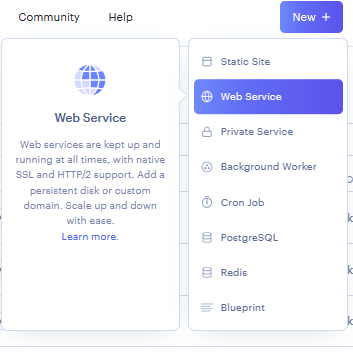 Community
Help
New +
Web Service
Web services are kept up and
running at all times, with native
SSL and HTTP/2 support. Add a
persistent disk or custom
domain. Scale up and down
with ease.
Learn more.
Static Site
Web Service
Private Service
Background Worker
Cron Job
PostgreSQL
Redis
Blueprint